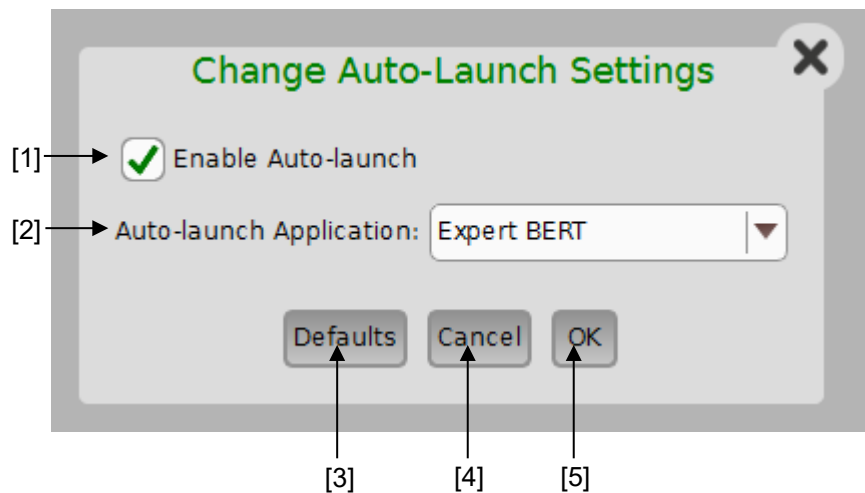 Change Auto-Launch Settings
[1] Enable Auto-launch
[2] Auto-launch Application: Expert BERT
Defaults Cancel OK
[3] [4] [5]